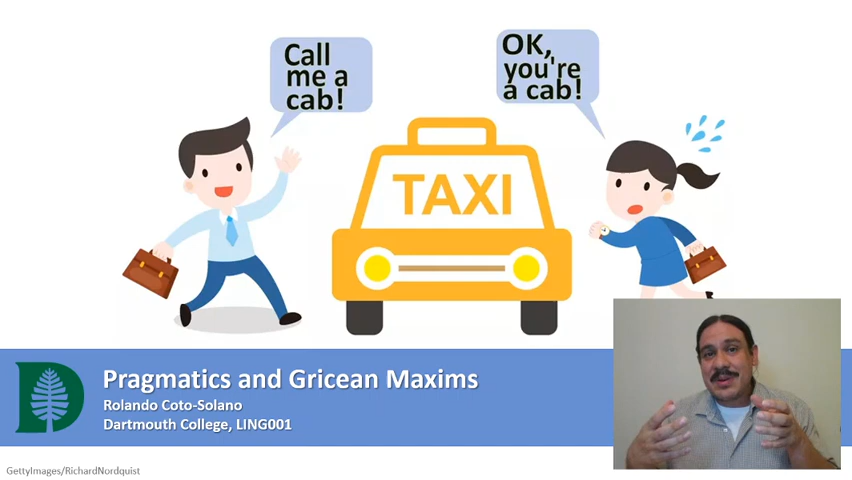 Call
me a
cab!
OK,
you're
a cab!
TAXI
D
Pragmatics and Gricean Maxims
Rolando Coto-Solano
Dartmouth College, LING001
GettyImages/RichardNordquist